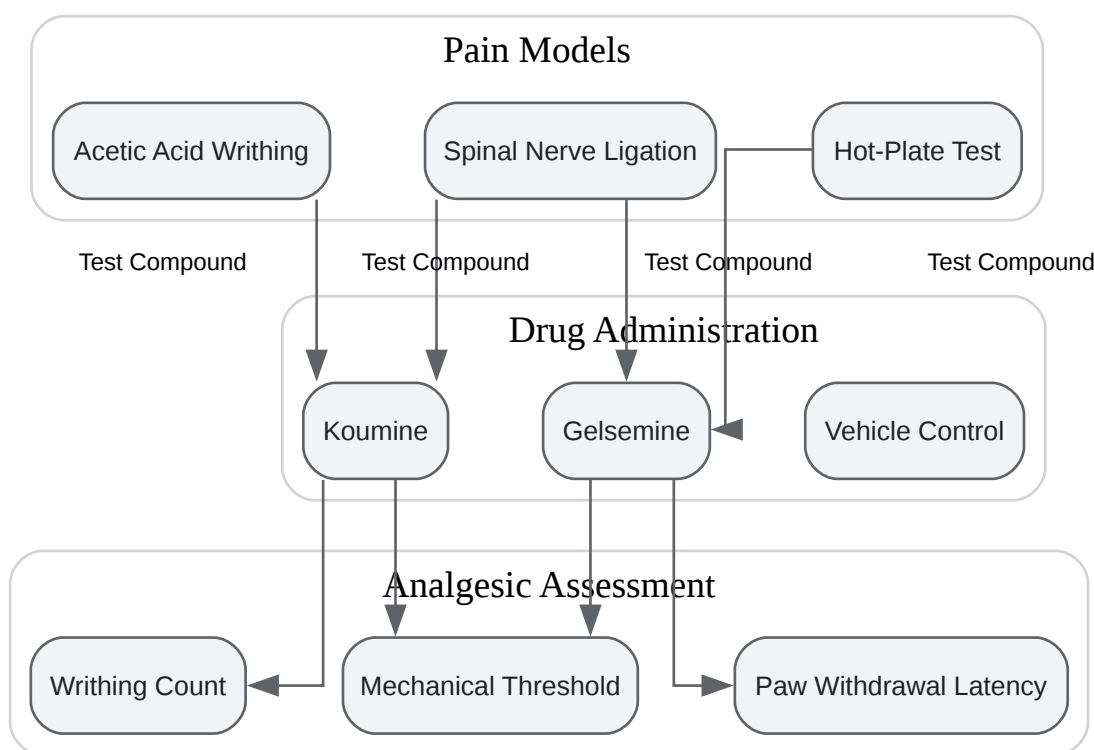 Pain Models
Acetic Acid Writhing
Spinal Nerve Ligation
Hot-Plate Test
Test Compound
Test Compound
Test Compound
Test Compound
Drug Administration
Koumine
Gelsemine
Vehicle Control
Analgesic Assessment
Writhing Count
Mechanical Threshold
Paw Withdrawal Latency